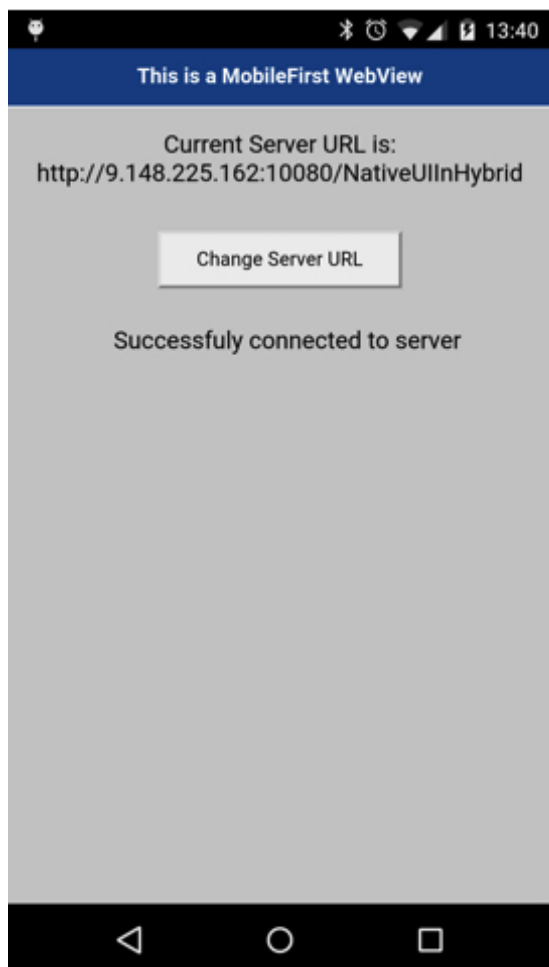 13:40
This is a MobileFirst WebView
Current Server URL is:
http://9.148.225.162:10080/NativeUIInHybrid
Change Server URL
Successfuly connected to server